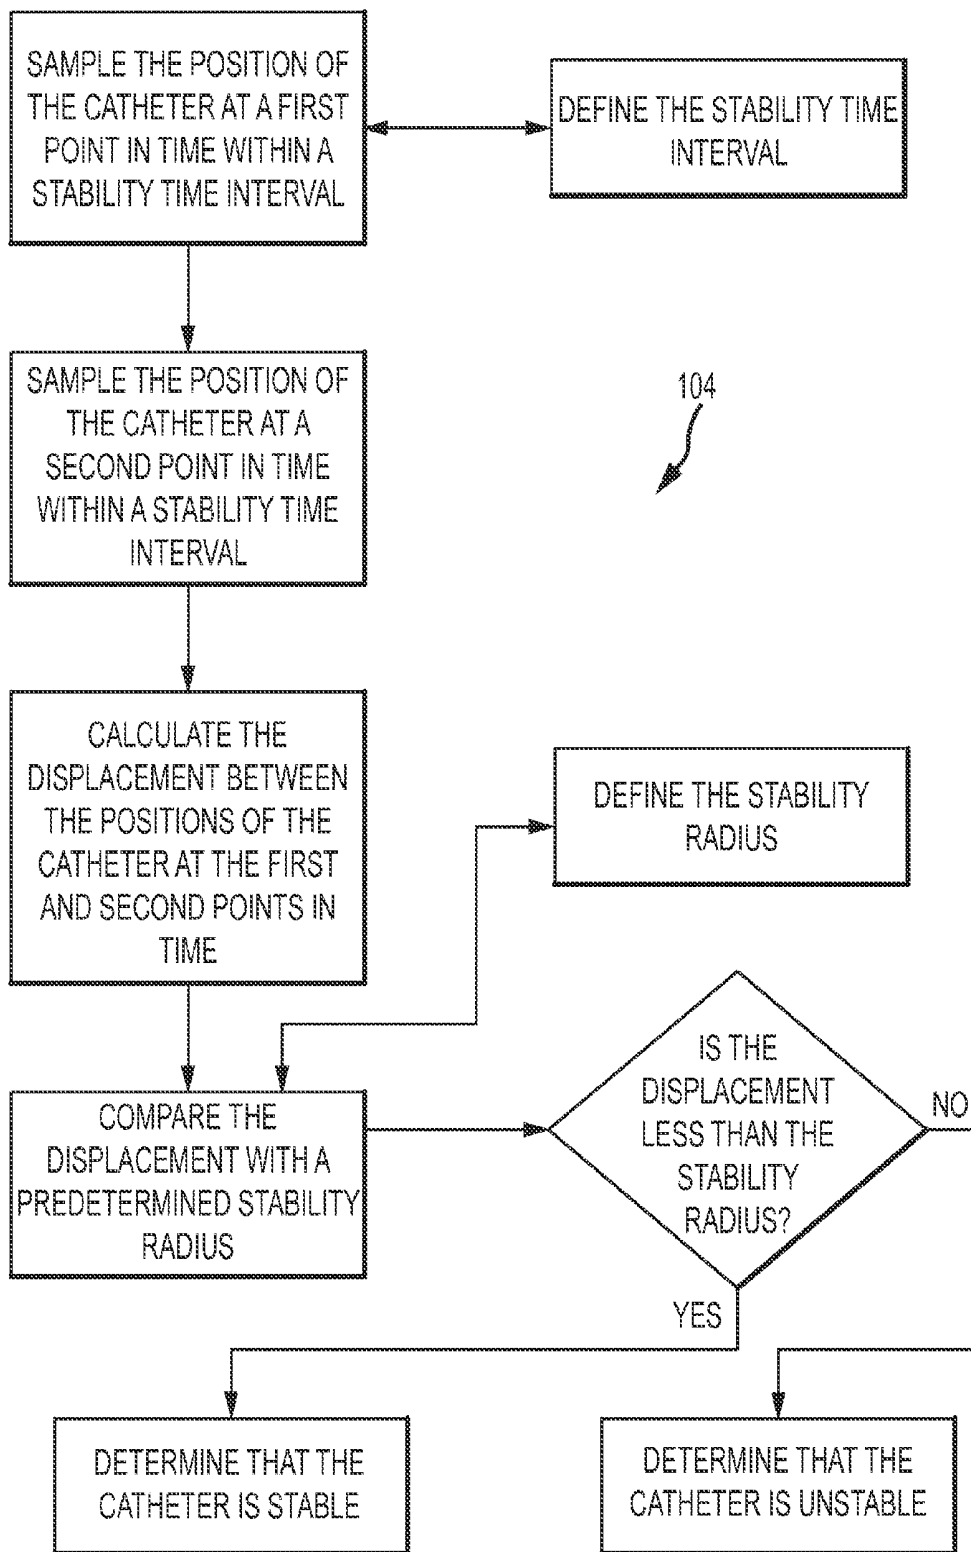 SAMPLE THE POSITION OF
THE CATHETER AT A FIRST
POINT IN TIME WITHIN A
STABILITY TIME INTERVAL
DEFINE THE STABILITY TIME
INTERVAL
SAMPLE THE POSITION OF
THE CATHETER AT A
SECOND POINT IN TIME
WITHIN A STABILITY TIME
INTERVAL
104
CALCULATE THE
DISPLACEMENT BETWEEN
THE POSITIONS OF THE
CATHETER AT THE FIRST
AND SECOND POINTS IN
TIME
DEFINE THE STABILITY
RADIUS
COMPARE THE
DISPLACEMENT WITH A
PREDETERMINED STABILITY
RADIUS
IS THE
DISPLACEMENT
LESS THAN THE
STABILITY
RADIUS?
NO
YES
DETERMINE THAT THE
CATHETER IS STABLE
DETERMINE THAT THE
CATHETER IS UNSTABLE